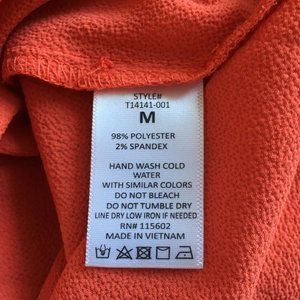 STYLE#
T14141-001
M
98% POLYESTER
2% SPANDEX
HAND WASH COLD
WATER
WITH SIMILAR COLORS
DO NOT BLEACH
DO NOT TUMBLE DRY
LINE DRY LOW IRON IF NEEDED
RN# 115602
MADE IN VIETNAM